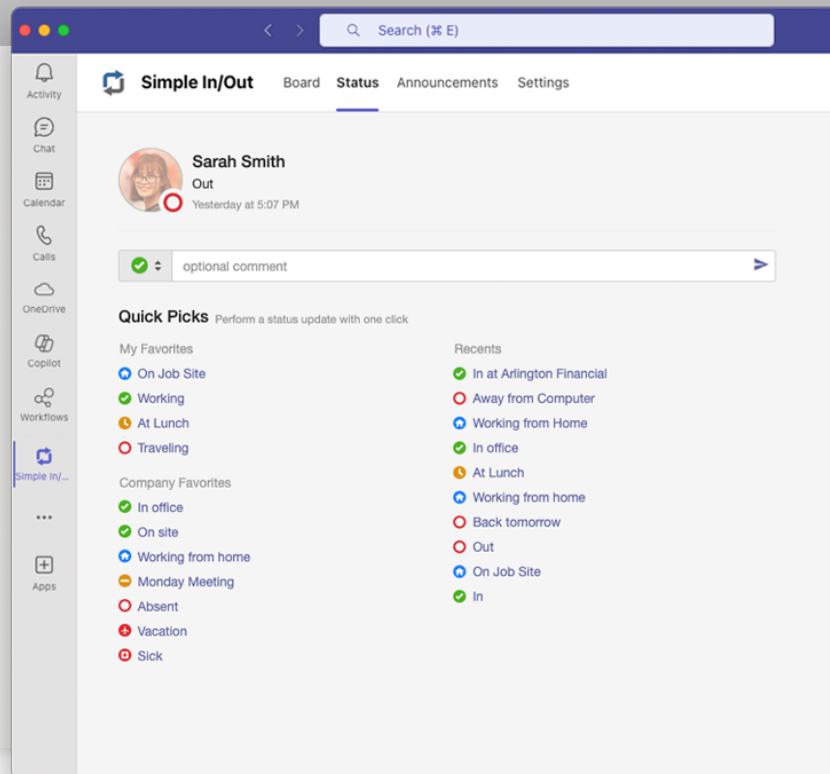 Search (⌘ E)
Simple In/Out
Board
Status
Announcements
Settings
Activity
Chat
Calendar
Calls
OneDrive
Copilot
Workflows
Simple In/...
Apps
Sarah Smith
Out
Yesterday at 5:07 PM
optional comment
Quick Picks Perform a status update with one click
My Favorites
On Job Site
Working
At Lunch
Traveling
Company Favorites
In office
On site
Working from home
Monday Meeting
Absent
Vacation
Sick
Recents
In at Arlington Financial
Away from Computer
Working from Home
In office
At Lunch
Working from home
Back tomorrow
Out
On Job Site
In